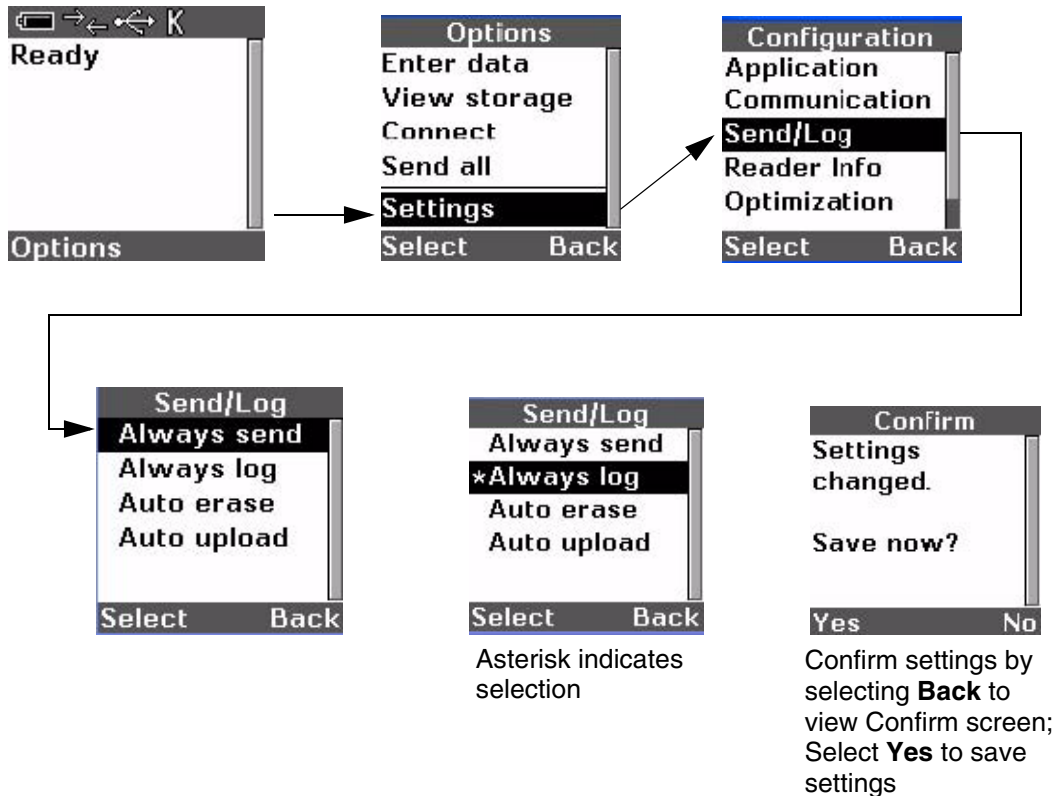 K
Ready
Options
Options
Enter data
View storage
Connect
Send all
Settings
Select Back
Configuration
Application
Communication
Send/Log
Reader Info
Optimization
Select Back
Send/Log
Always send
Always log
Auto erase
Auto upload
Select Back
Send/Log
Always send
*Always log
Auto erase
Auto upload
Select Back
Asterisk indicates
selection
Confirm
Settings
changed.
Save now?
Yes No
Confirm settings by
selecting Back to
view Confirm screen;
Select Yes to save
settings